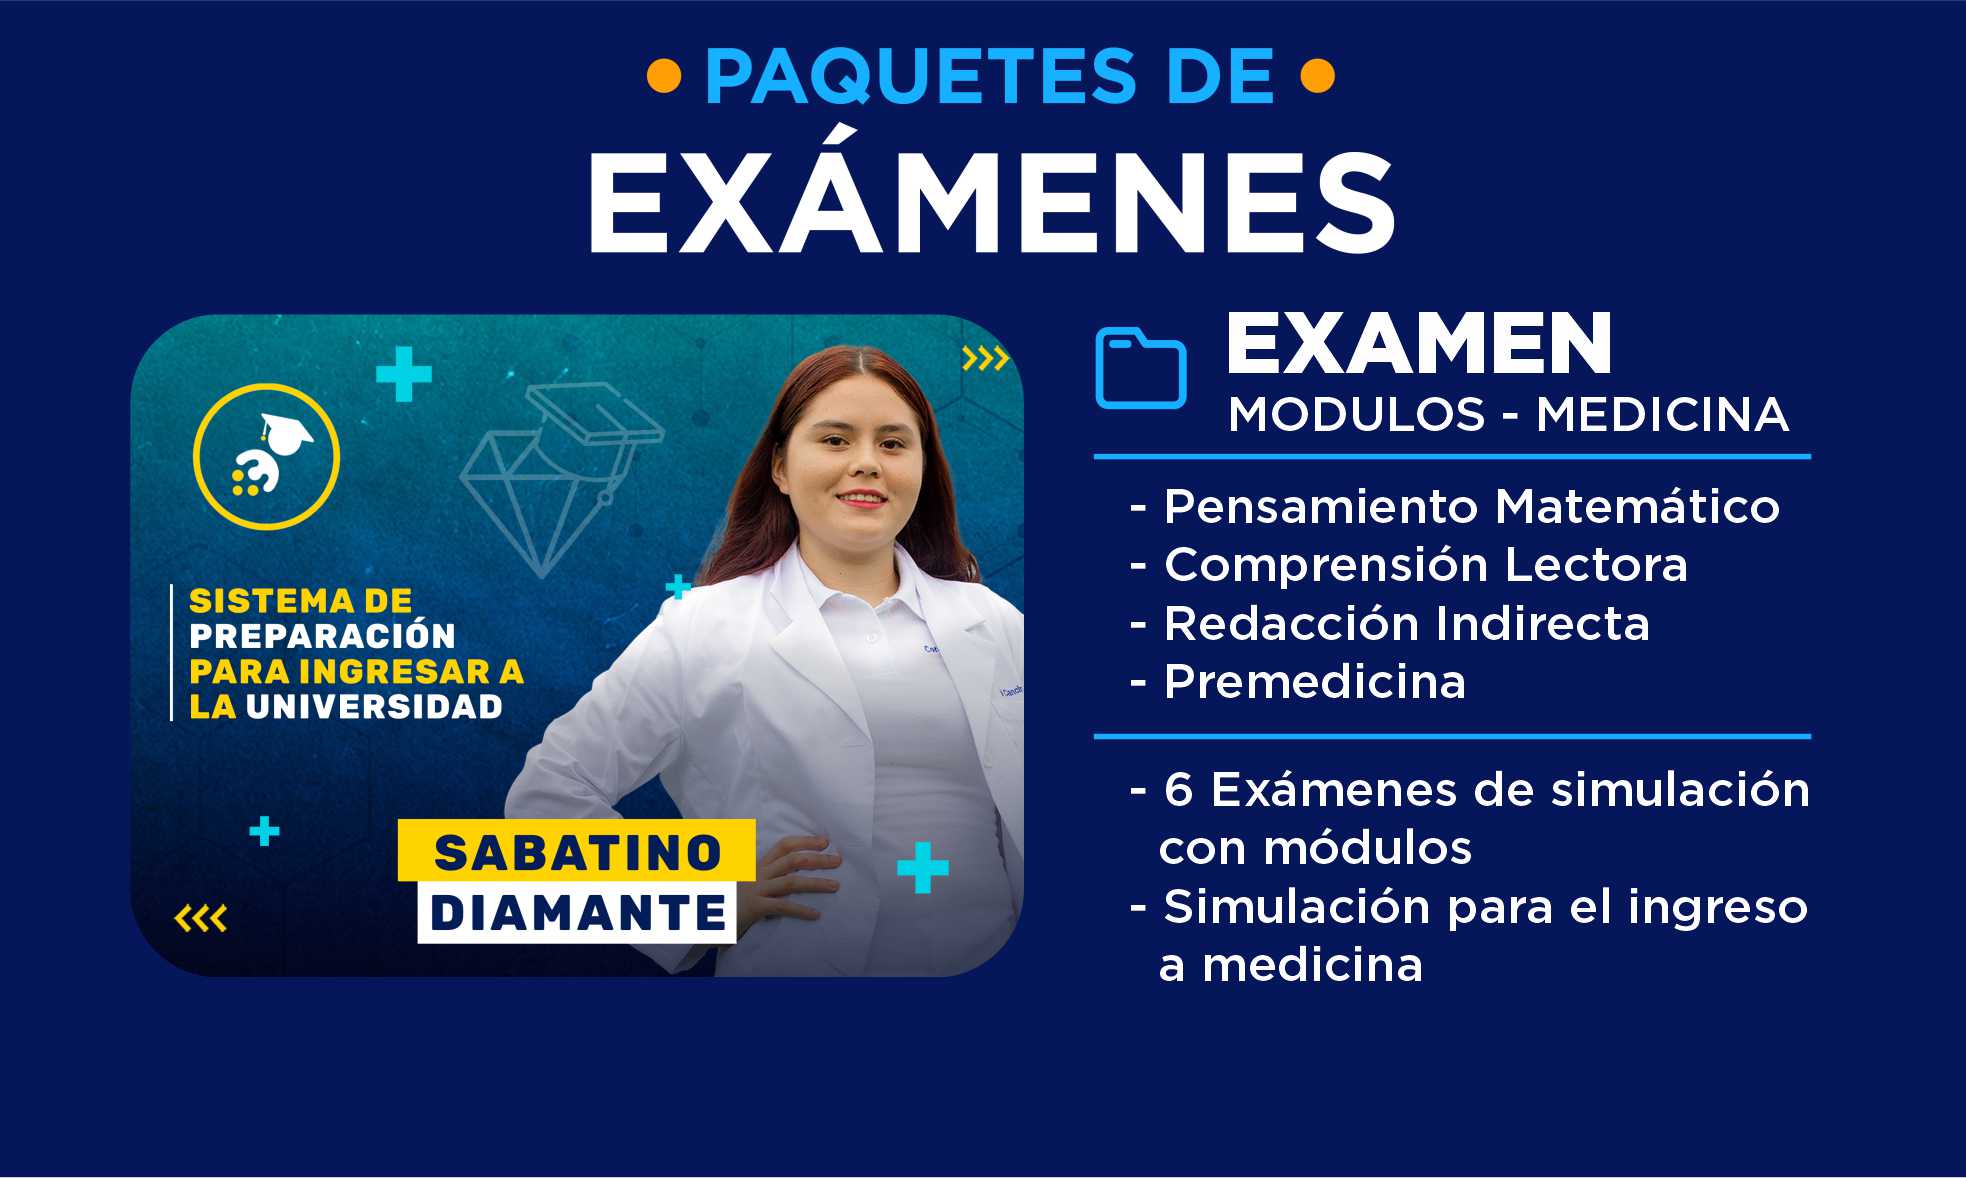 PAQUETES DE
EXÁMENES
SISTEMA DE
PREPARACIÓN
PARA INGRESAR A
LA UNIVERSIDAD
SABATINO
DIAMANTE
EXAMEN
MODULOS - MEDICINA
- Pensamiento Matemático
- Comprensión Lectora
- Redacción Indirecta
- Premedicina
- 6 Exámenes de simulación
con módulos
- Simulación para el ingreso
a medicina